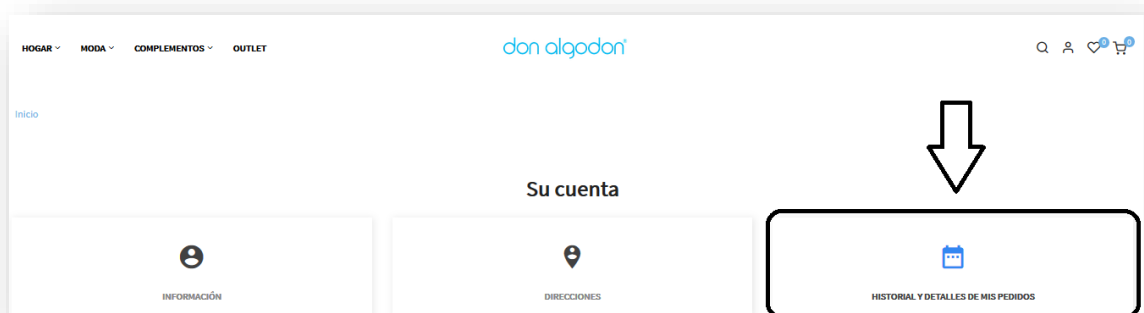 HOGAR MODA COMPLEMENTOS OUTLET
don algodon®
0 0
Inicio
Su cuenta
INFORMACIÓN
DIRECCIONES
HISTORIAL Y DETALLES DE MIS PEDIDOS